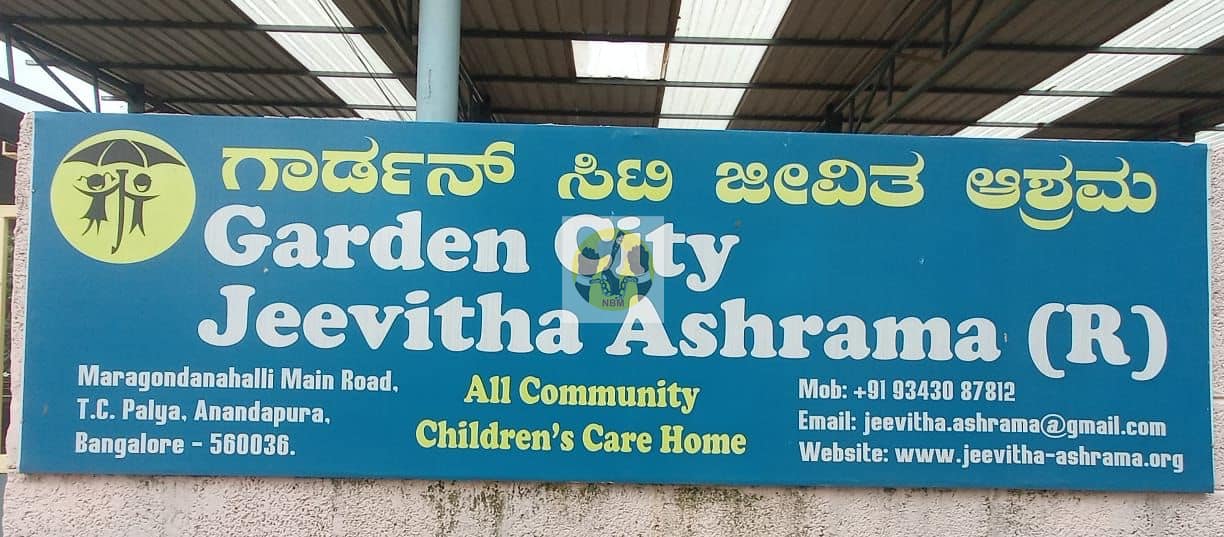 ಗಾರ್ಡನ್ ಸಿಟಿ ಜೀವಿತ ಆಶ್ರಮ
Garden City
Jeevitha Ashrama (R)
Maragondanahalli Main Road,
T.C. Palya, Anandapura,
Bangalore - 560036.
All Community
Children's Care Home
Mob: +91 93430 87812
Email: jeevitha.ashrama@gmail.com
Website: www.jeevitha-ashrama.org
NBM